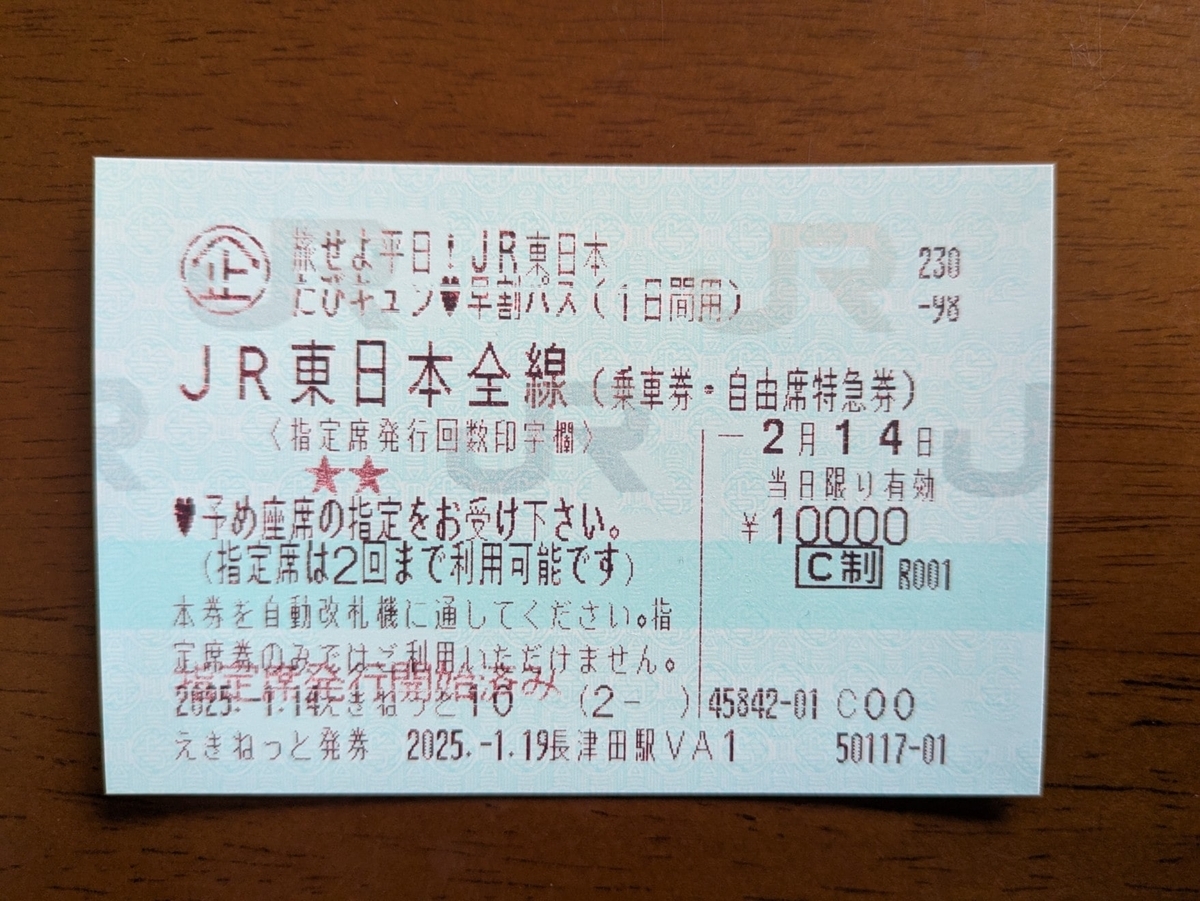 企 旅せよ平日！JR東日本 230
たびキュン♥早割パス（1日間用） -98
JR東日本全線（乗車券・自由席特急券）
〈指定席発行回数印字欄〉 － 2月14日
★★ 当日限り有効
♥予め座席の指定をお受け下さい。 ¥10000
（指定席は2回まで利用可能です） C制 R001
本券を自動改札機に通してください。指
定席券のみではご利用いただけません。
指定席発行開始済み
2025.-1.14えきねっと10 （2- ）45842-01 C00
えきねっと発券 2025.-1.19長津田駅VA1 50117-01
JR JR JR JR JR